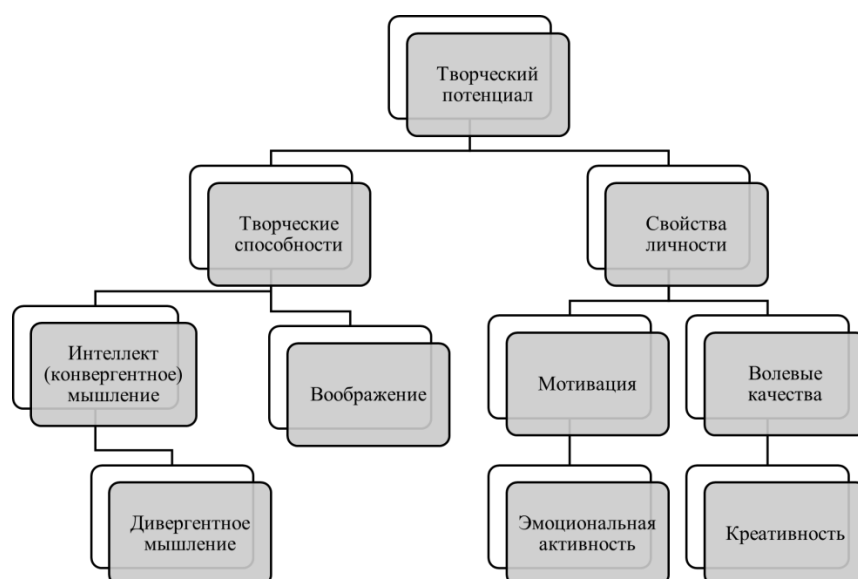 Творческий
потенциал
Творческие
способности
Свойства
личности
Интеллект
(конвергентное)
мышление
Воображение
Мотивация
Волевые
качества
Дивергентное
мышление
Эмоциональная
активность
Креативность